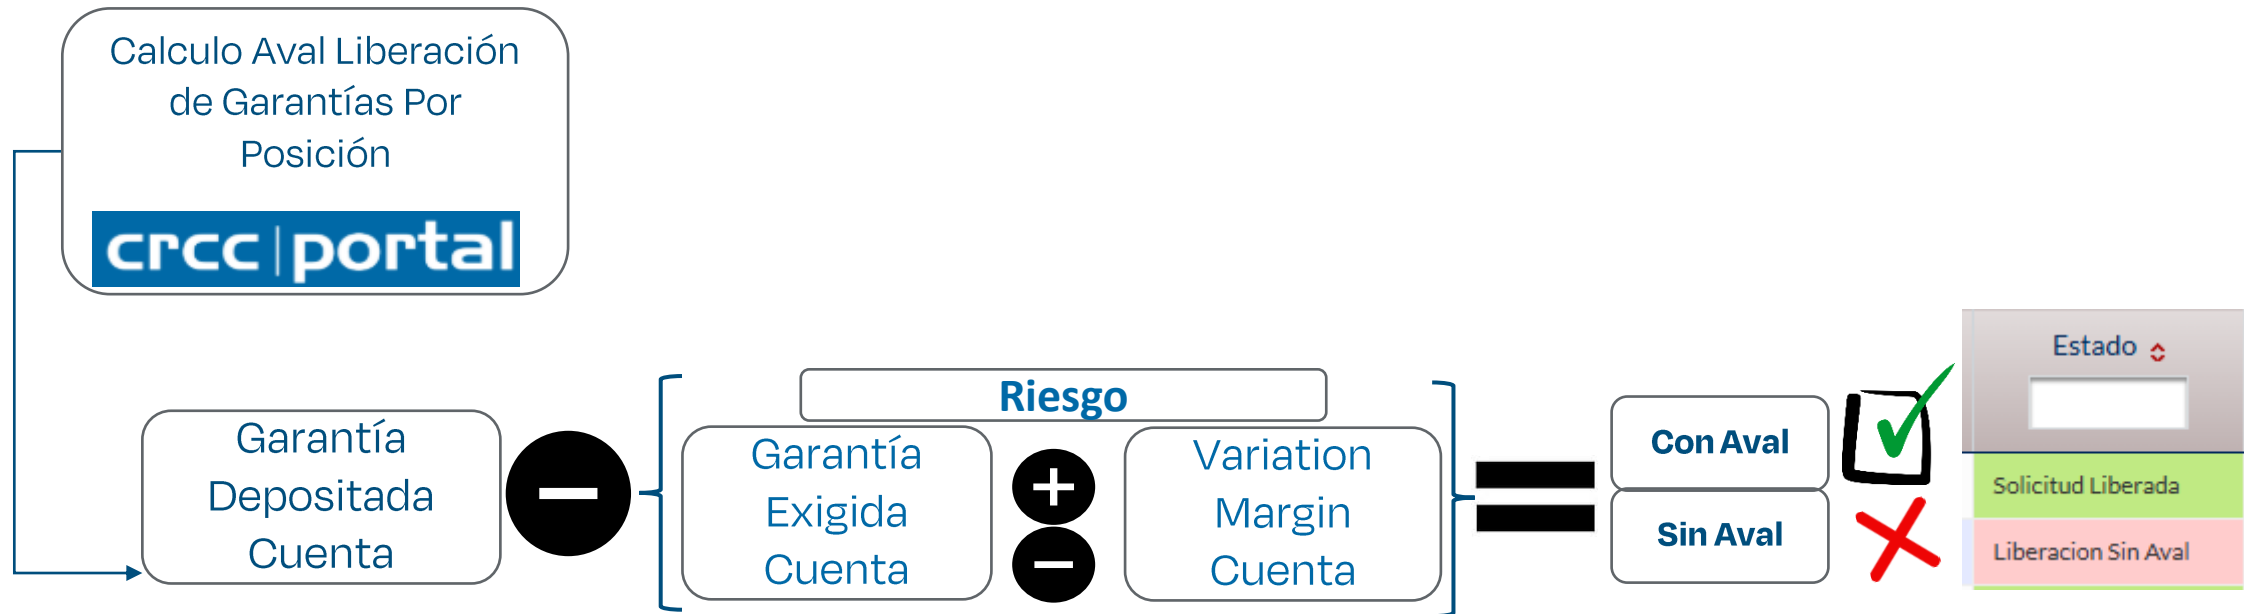 Calculo Aval Liberación
de Garantías Por
Posición
crcc|portal
Garantía
Depositada
Cuenta
−
Riesgo
Garantía
Exigida
Cuenta
+
−
Variation
Margin
Cuenta
=
Con Aval
Sin Aval
Estado
Solicitud Liberada
Liberacion Sin Aval